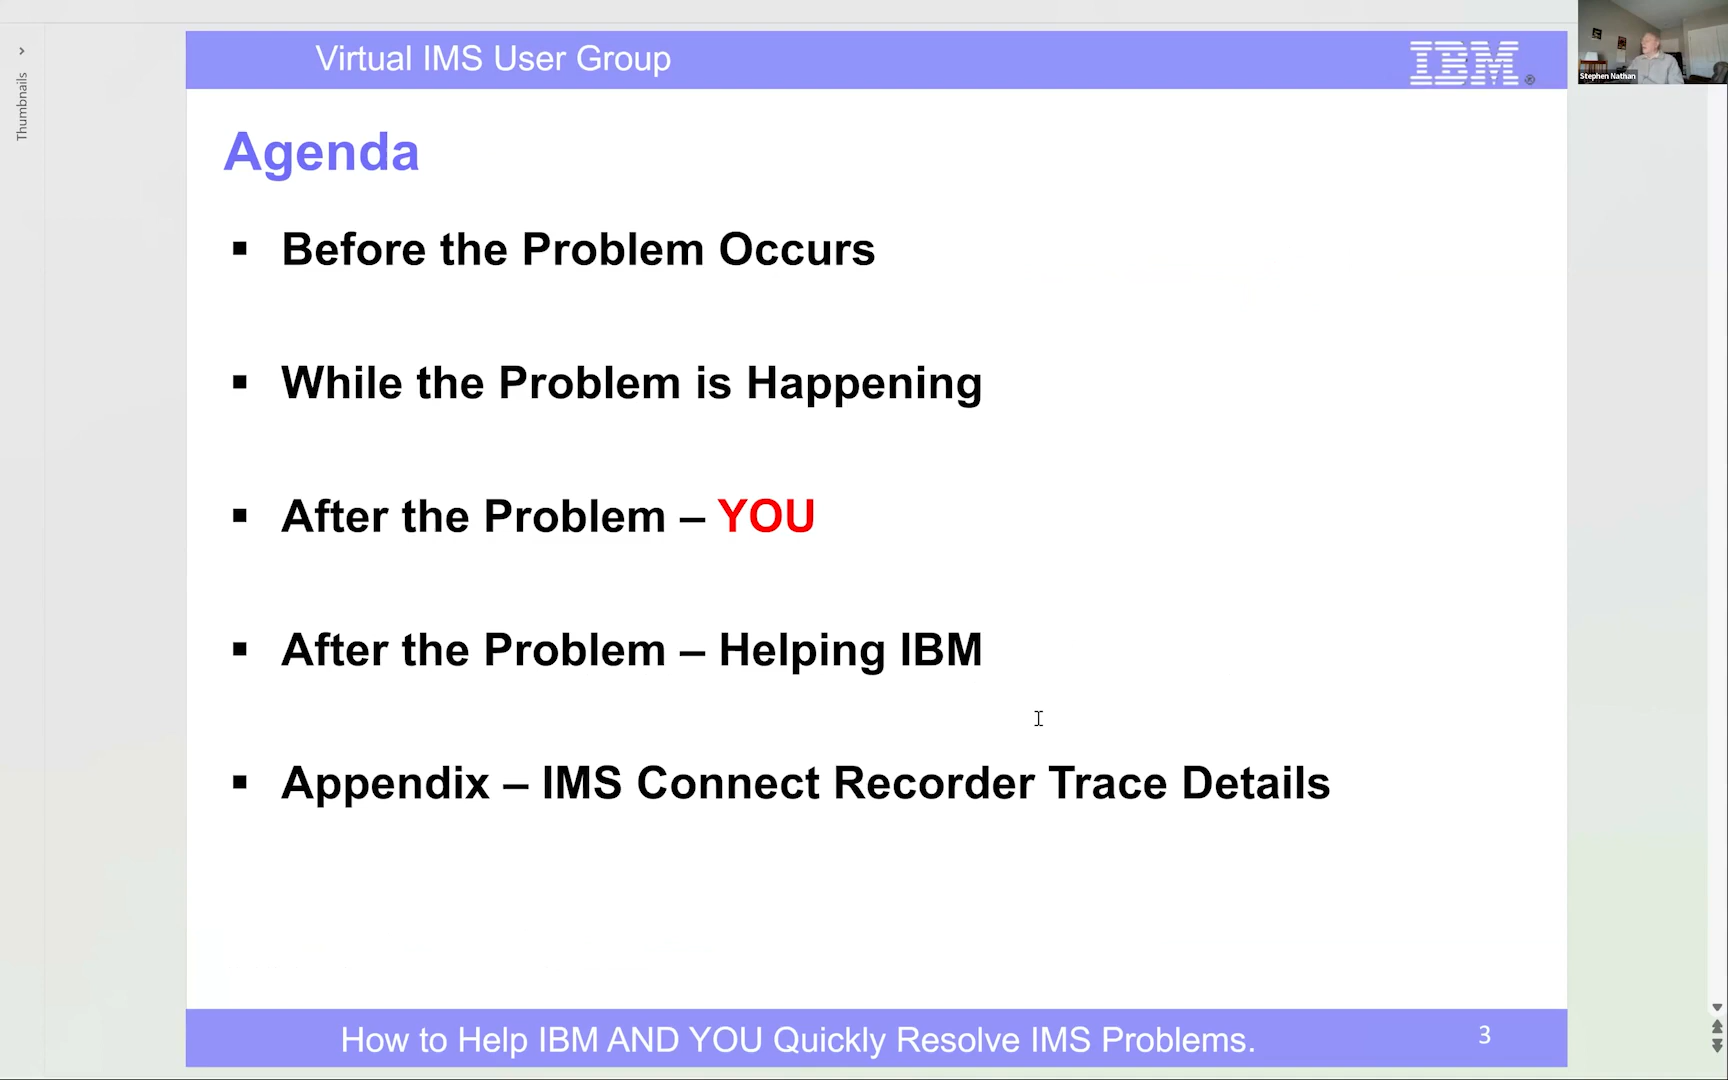 Virtual IMS User Group
IBM®
Stephen Nathan
Thumbnails
Agenda
▪ Before the Problem Occurs
▪ While the Problem is Happening
▪ After the Problem – YOU
▪ After the Problem – Helping IBM
▪ Appendix – IMS Connect Recorder Trace Details
How to Help IBM AND YOU Quickly Resolve IMS Problems.
3